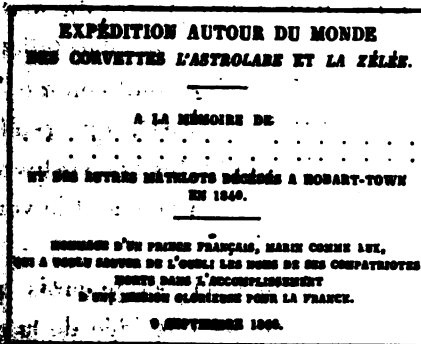 EXPÉDITION AUTOUR DU MONDE
DES CORVETTES L'ASTROLABE ET LA ZÉLÉE.
A LA MÉMOIRE DE
. . . . . . . . . . . . . . . . . .
. . . . . . . . . . . . . . . . . .
ET DES AUTRES MATELOTS DÉCÉDÉS A HOBART-TOWN
EN 1840.
HOMMAGE D'UN PRINCE FRANÇAIS, MARIN COMME EUX,
QUI A VOULU SAUVER DE L'OUBLI LES NOMS DE SES COMPATRIOTES
MORTS DANS L'ACCOMPLISSEMENT
D'UNE MISSION GLORIEUSE POUR LA FRANCE.
SEPTEMBRE